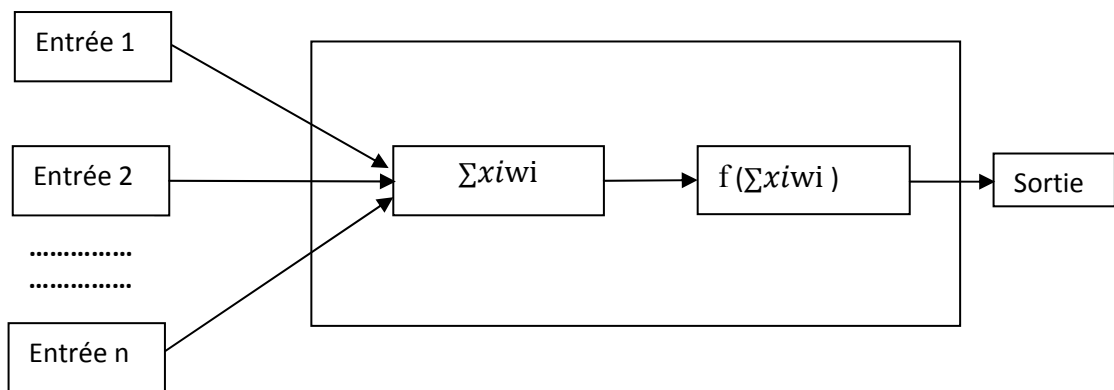 Entrée 1
Entrée 2
……………
……………
Entrée n
∑xiwi
f (∑xiwi )
Sortie